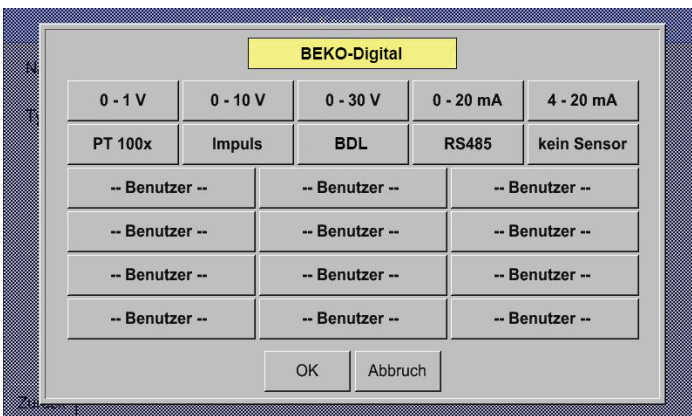 BEKO-Digital
0 - 1 V 0 - 10 V 0 - 30 V 0 - 20 mA 4 - 20 mA
PT 100x Impuls BDL RS485 kein Sensor
-- Benutzer -- -- Benutzer -- -- Benutzer --
-- Benutzer -- -- Benutzer -- -- Benutzer --
-- Benutzer -- -- Benutzer -- -- Benutzer --
-- Benutzer -- -- Benutzer -- -- Benutzer --
OK Abbruch
Zurück